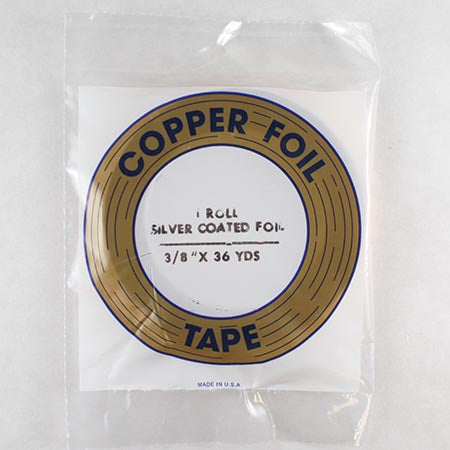 COPPER FOIL
1 ROLL
SILVER COATED FOIL
3/8" X 36 YDS
TAPE
MADE IN U.S.A.